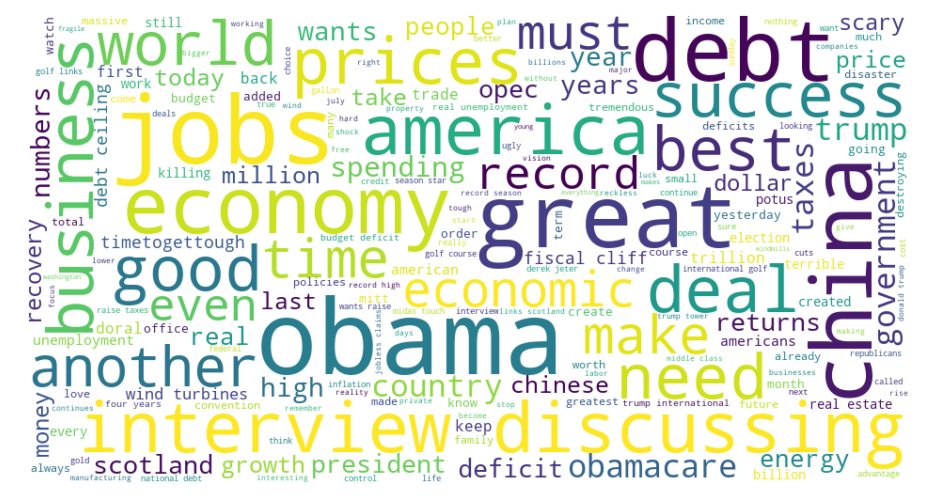 massive
still
world
wants
people
must
debt
year
scary
watch
fragile
working
bigger
plan
better
income
much
nothing
want
companies
golf links
first
prices
choice
right
billions
without
major
sunday
price
disaster
business
today
back
years
opec
success
come
work
added
take
trade
tremendous
jobs
budget
true
wind
july
gallon
property
real unemployment
deals
many
hard
shock
free
america
young
ugly
vision
deficits
looking
going
trump
numbers
debt ceiling
killing
spending
record
best
million
credit
season star
record season
luck
makes
everything
reckless
small
continue
dollar
potus
taxes
government
destroying
economy
tough
start
really
great
term
yesterday
open
sure
election
china
give
cost
recovery
total
lower
timetogettough
budget deficit
golf course
order
fiscal cliff
course
trillion
windmills
cuts
terrible
good
time
american
policies
record high
derek jeter
change
international golf
donald trump
washington
focus
raise taxes
even
last
mitt
economic
deal
created
doral
office
wants raise
midas touch
interview
links scotland
create
trump tower
making
unemployment
real
obama
jobless claims
days
make
returns
americans
republicans
federal
another
high
inflation
reality
country
worth
labor
middle class
need
already
businesses
called
rise
money
love
wind turbines
private
know
stop
chinese
greatest
trump international
month
future
next
real estate
continues
four years
convention
remember
made
every
interview
think
become
keep
family
discussing
always
gold
scotland
growth
president
deficit
obamacare
energy
billion
advantage
manufacturing
national debt
interesting
control
life